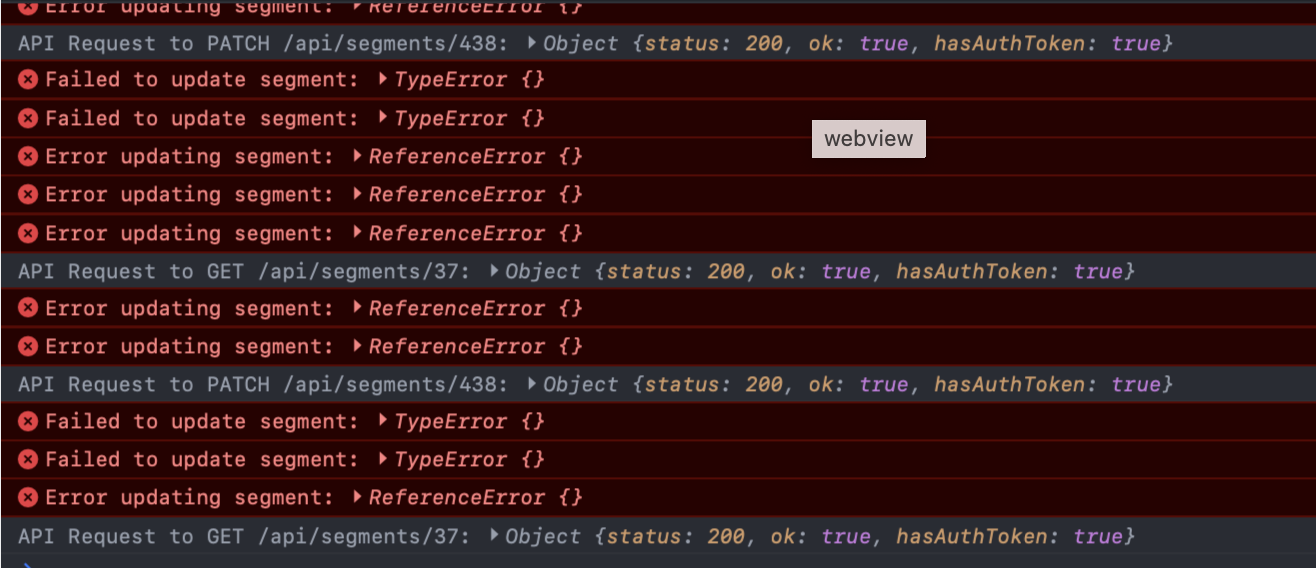 Error updating segment: ▶ ReferenceError {}
API Request to PATCH /api/segments/438: ▶ Object {status: 200, ok: true, hasAuthToken: true}
Failed to update segment: ▶ TypeError {}
Failed to update segment: ▶ TypeError {}
webview
Error updating segment: ▶ ReferenceError {}
Error updating segment: ▶ ReferenceError {}
Error updating segment: ▶ ReferenceError {}
API Request to GET /api/segments/37: ▶ Object {status: 200, ok: true, hasAuthToken: true}
Error updating segment: ▶ ReferenceError {}
Error updating segment: ▶ ReferenceError {}
API Request to PATCH /api/segments/438: ▶ Object {status: 200, ok: true, hasAuthToken: true}
Failed to update segment: ▶ TypeError {}
Failed to update segment: ▶ TypeError {}
Error updating segment: ▶ ReferenceError {}
API Request to GET /api/segments/37: ▶ Object {status: 200, ok: true, hasAuthToken: true}